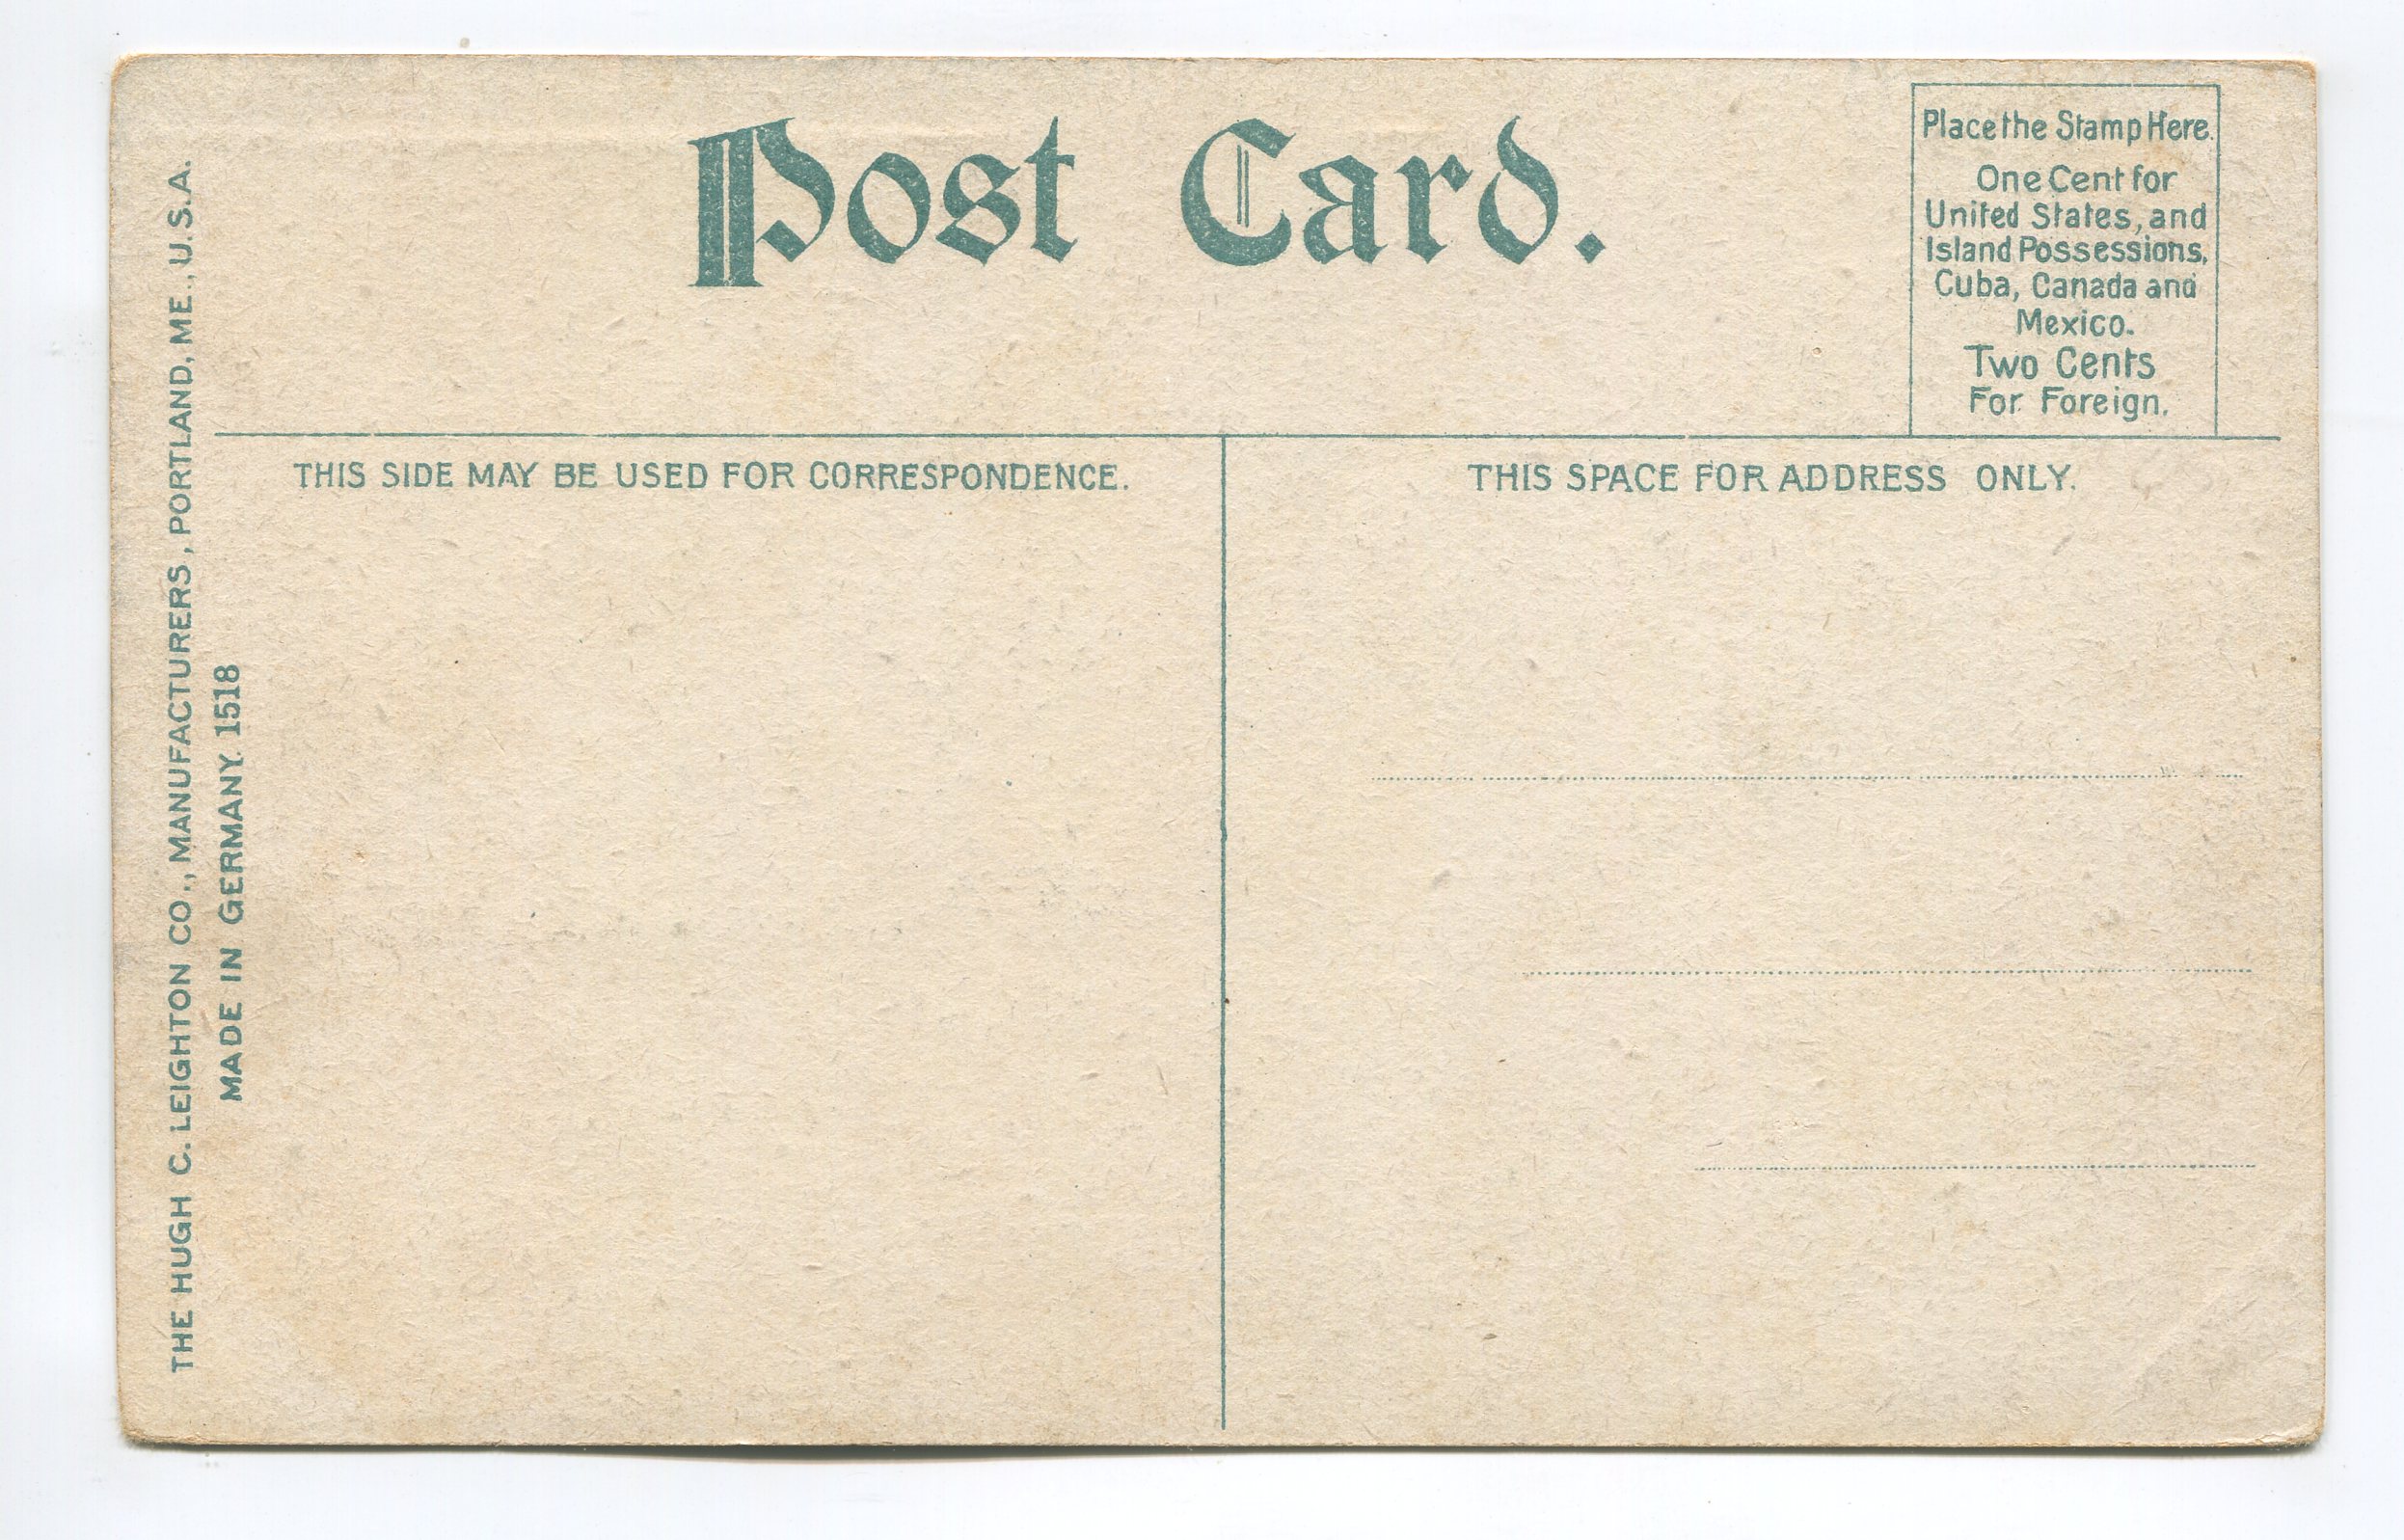 Post Card.
Place the Stamp Here.
One Cent for
United States, and
Island Possessions,
Cuba, Canada and
Mexico.
Two Cents
For Foreign.
THIS SIDE MAY BE USED FOR CORRESPONDENCE.
THIS SPACE FOR ADDRESS ONLY.
THE HUGH C. LEIGHTON CO., MANUFACTURERS, PORTLAND, ME., U.S.A.
MADE IN GERMANY. 1518